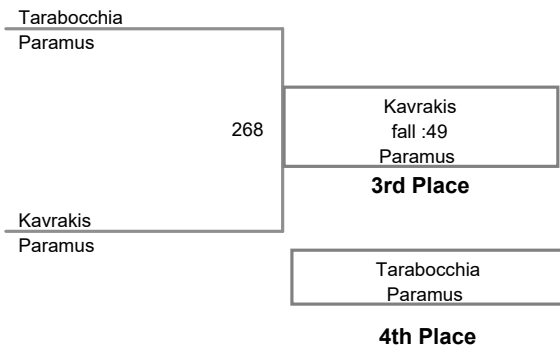 Tarabocchia
Paramus
268
Kavrakis
fall :49
Paramus
3rd Place
Kavrakis
Paramus
Tarabocchia
Paramus
4th Place